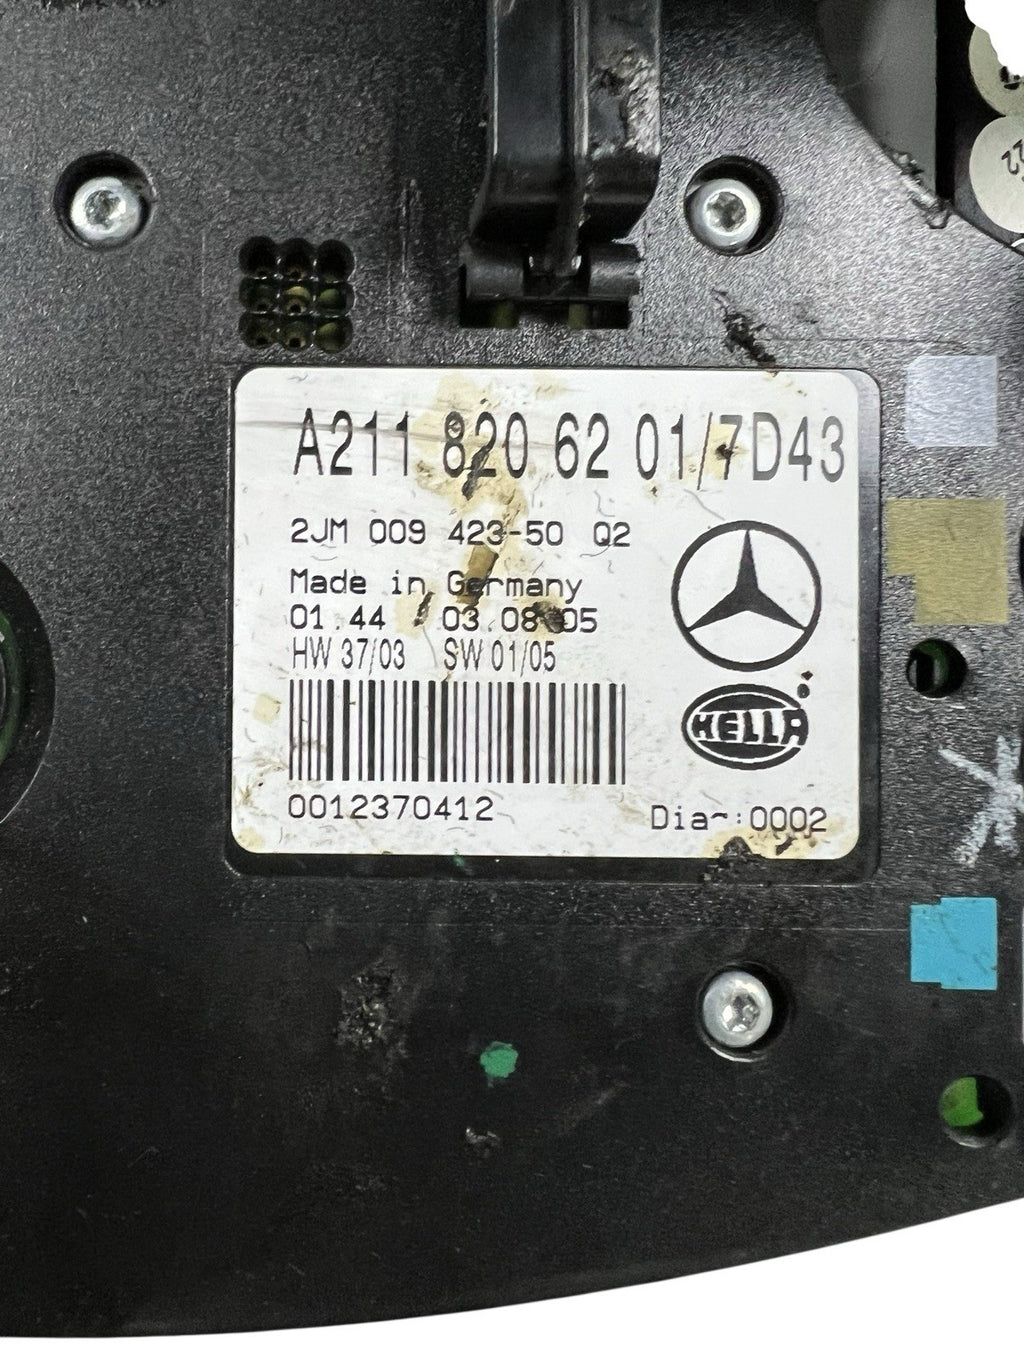 22
A211 820 62 01/7D43
2JM 009 423-50 Q2
Made in Germany
01.44 03.08.05
HW 37/03 SW 01/05
HELLA
0012370412
Dia~:0002